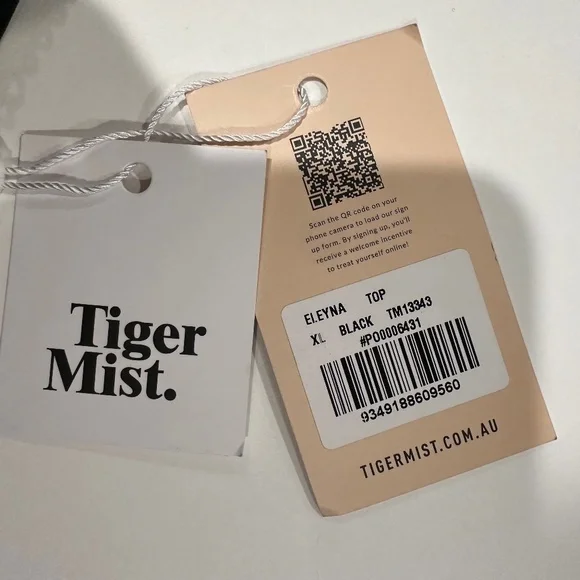 Tiger
Mist.
Scan the QR code on your
phone camera to load our sign
up form. By signing up, you'll
receive a welcome incentive
to treat yourself online!
ELEYNA TOP
XL BLACK TM13343
#PO0006431
9349188609560
TIGERMIST.COM.AU